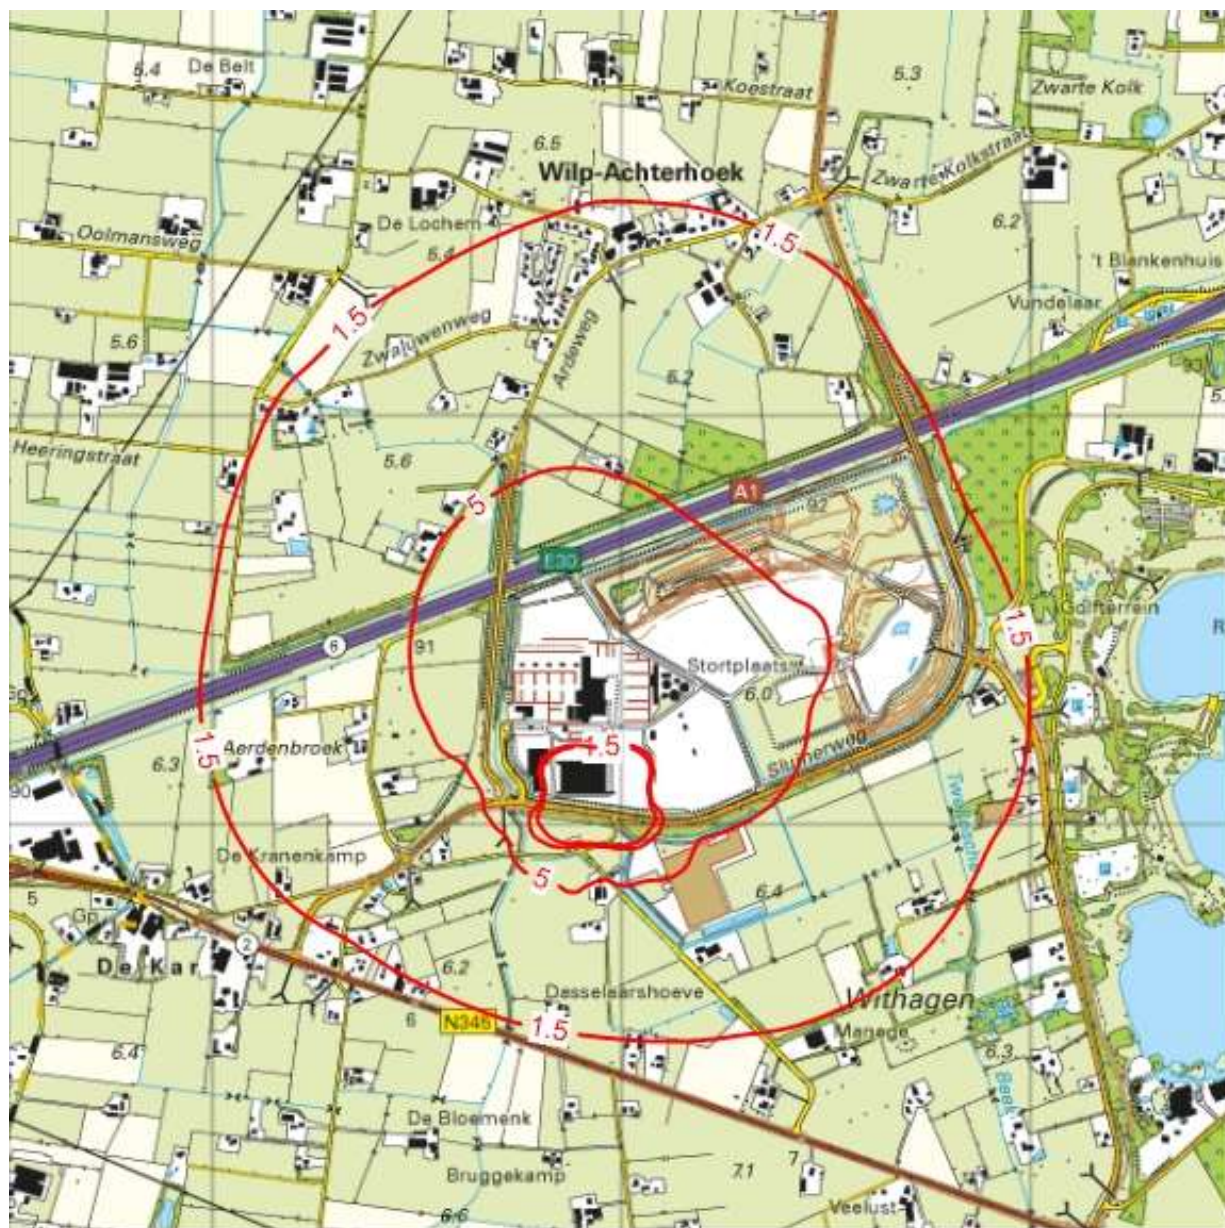 De Belt
5.4
Koestraat
5.3
Zwarte Kolk
6.5
Wilp-Achterhoek
Zwarte Kolkstraat
De Lochem
5.4
Oolmansweg
1.5
6.2
't Blankenhuis
Vundelaar
1.5
Zwaluwenweg
Ardeweg
5.6
6.2
93
Heeringstraat
5.6
5
A1
92
E30
Golfterrein
1.5
R
6
91
Stortplaats
6.0
1.5
Aerdenbroek
6.3
1.5
Sluinerweg
90
De Kranenkamp
5
5
6.4
Gp
2
De Kar
6.2
Dasselaarshoeve
Withagen
N345
6
1.5
Manege
6.4
6.3
Beek
De Bloemenk
Bruggekamp
7.1
7
6.6
Veelust